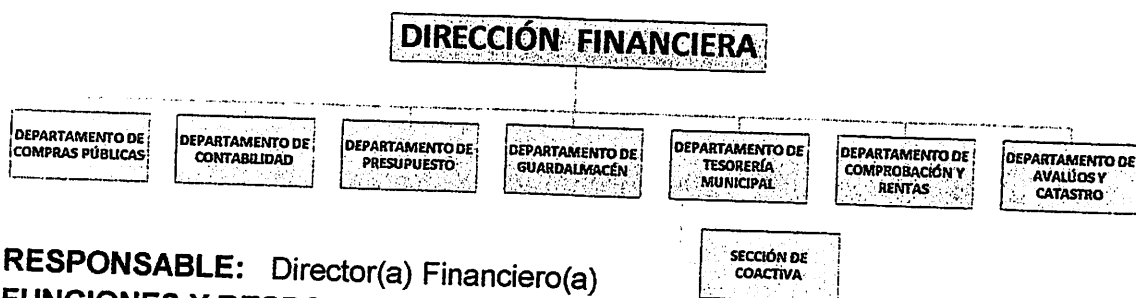 DIRECCIÓN FINANCIERA
DEPARTAMENTO DE
COMPRAS PÚBLICAS
DEPARTAMENTO DE
CONTABILIDAD
DEPARTAMENTO DE
PRESUPUESTO
DEPARTAMENTO DE
GUARDALMACÉN
DEPARTAMENTO DE
TESORERÍA
MUNICIPAL
DEPARTAMENTO DE
COMPROBACIÓN Y
RENTAS
DEPARTAMENTO DE
AVALÚOS Y
CATASTRO
SECCIÓN DE
COACTIVA
RESPONSABLE: Director(a) Financiero(a)